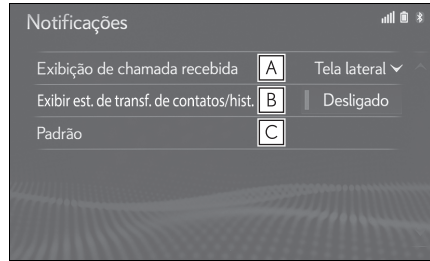 Notificações
Exibição de chamada recebida A Tela lateral
Exibir est. de transf. de contatos/hist. B Desligado
Padrão C